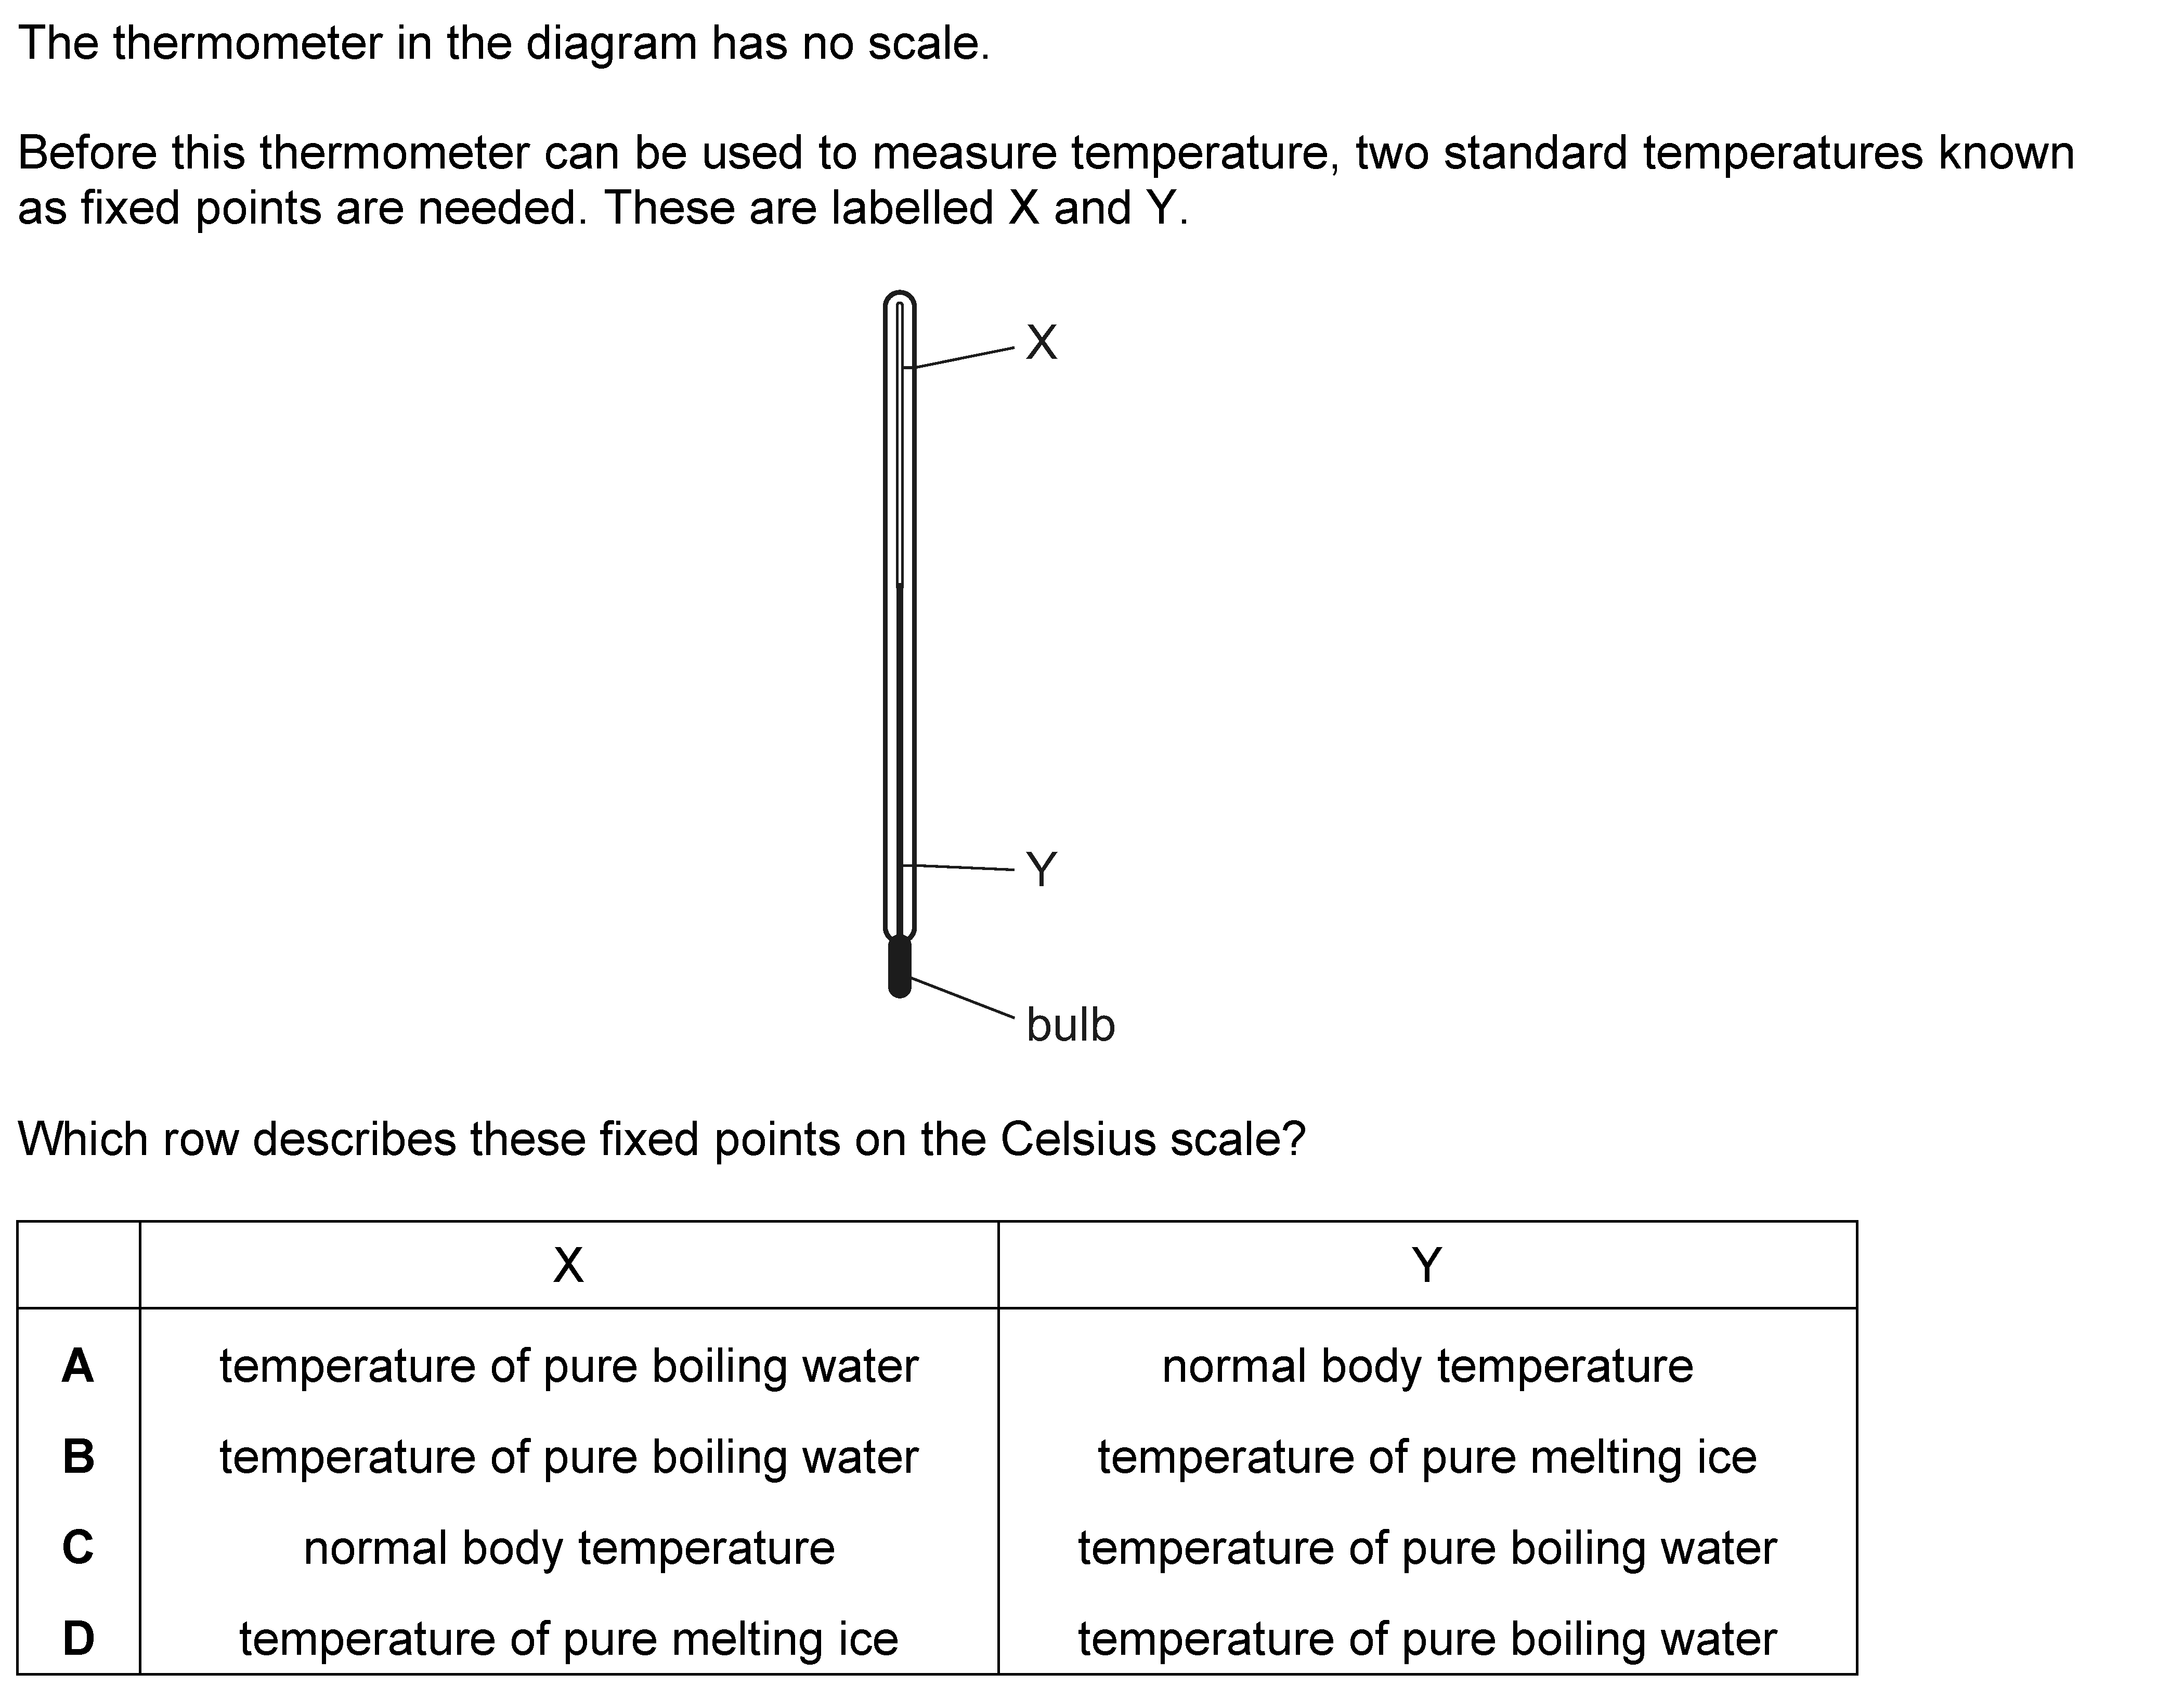 The thermometer in the diagram has no scale.
Before this thermometer can be used to measure temperature, two standard temperatures known
as fixed points are needed. These are labelled X and Y.
X
Y
bulb
Which row describes these fixed points on the Celsius scale?
X Y
A temperature of pure boiling water normal body temperature
B temperature of pure boiling water temperature of pure melting ice
C normal body temperature temperature of pure boiling water
D temperature of pure melting ice temperature of pure boiling water